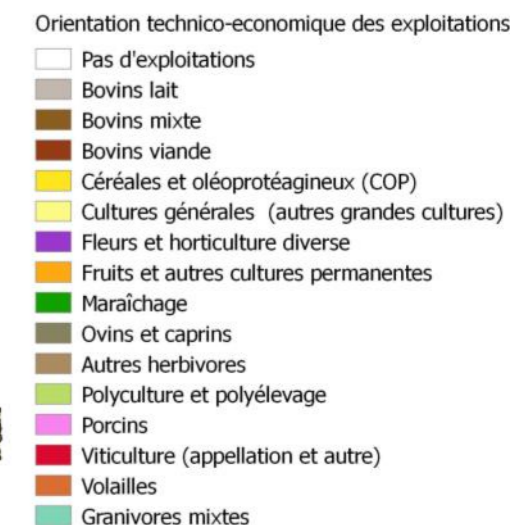 Orientation technico-economique des exploitations
Pas d'exploitations
Bovins lait
Bovins mixte
Bovins viande
Céréales et oléoprotéagineux (COP)
Cultures générales (autres grandes cultures)
Fleurs et horticulture diverse
Fruits et autres cultures permanentes
Maraîchage
Ovins et caprins
Autres herbivores
Polyculture et polyélevage
Porcins
Viticulture (appellation et autre)
Volailles
Granivores mixtes